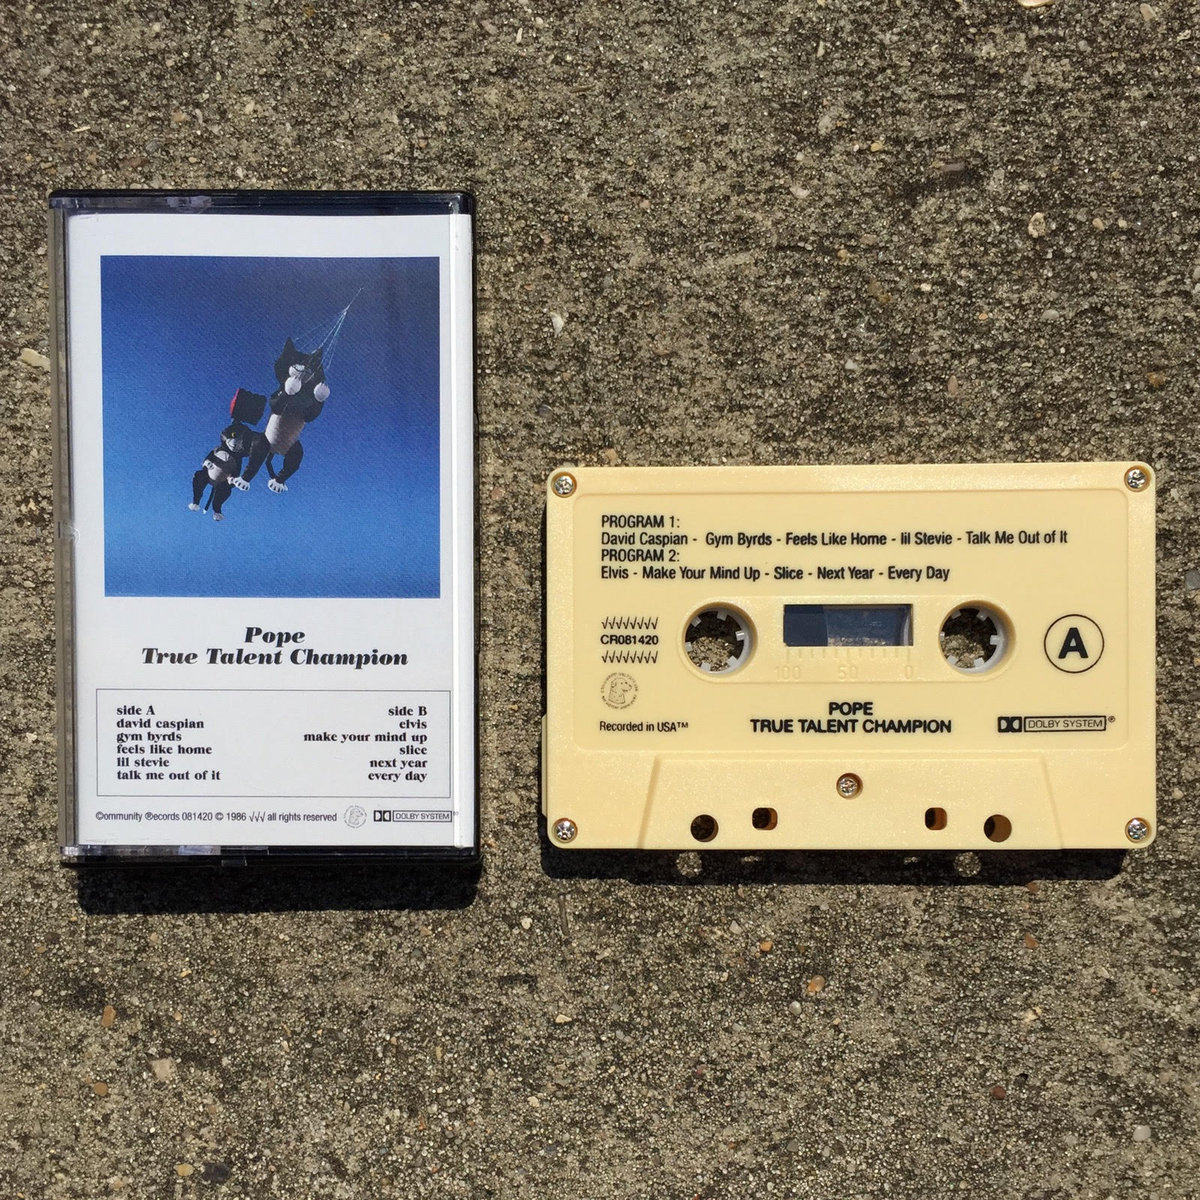 Pope
True Talent Champion
side A
david caspian
gym byrds
feels like home
lil stevie
talk me out of it
side B
elvis
make your mind up
slice
next year
every day
©ommunity ®ecords 081420 © 1986 √√√ all rights reserved
DOLBY SYSTEM®
PROGRAM 1:
David Caspian - Gym Byrds - Feels Like Home - lil Stevie - Talk Me Out of It
PROGRAM 2:
Elvis - Make Your Mind Up - Slice - Next Year - Every Day
√√√√√√√√
CR081420
√√√√√√√√
Recorded in USA™
100 50 0
A
POPE
TRUE TALENT CHAMPION
DOLBY SYSTEM®